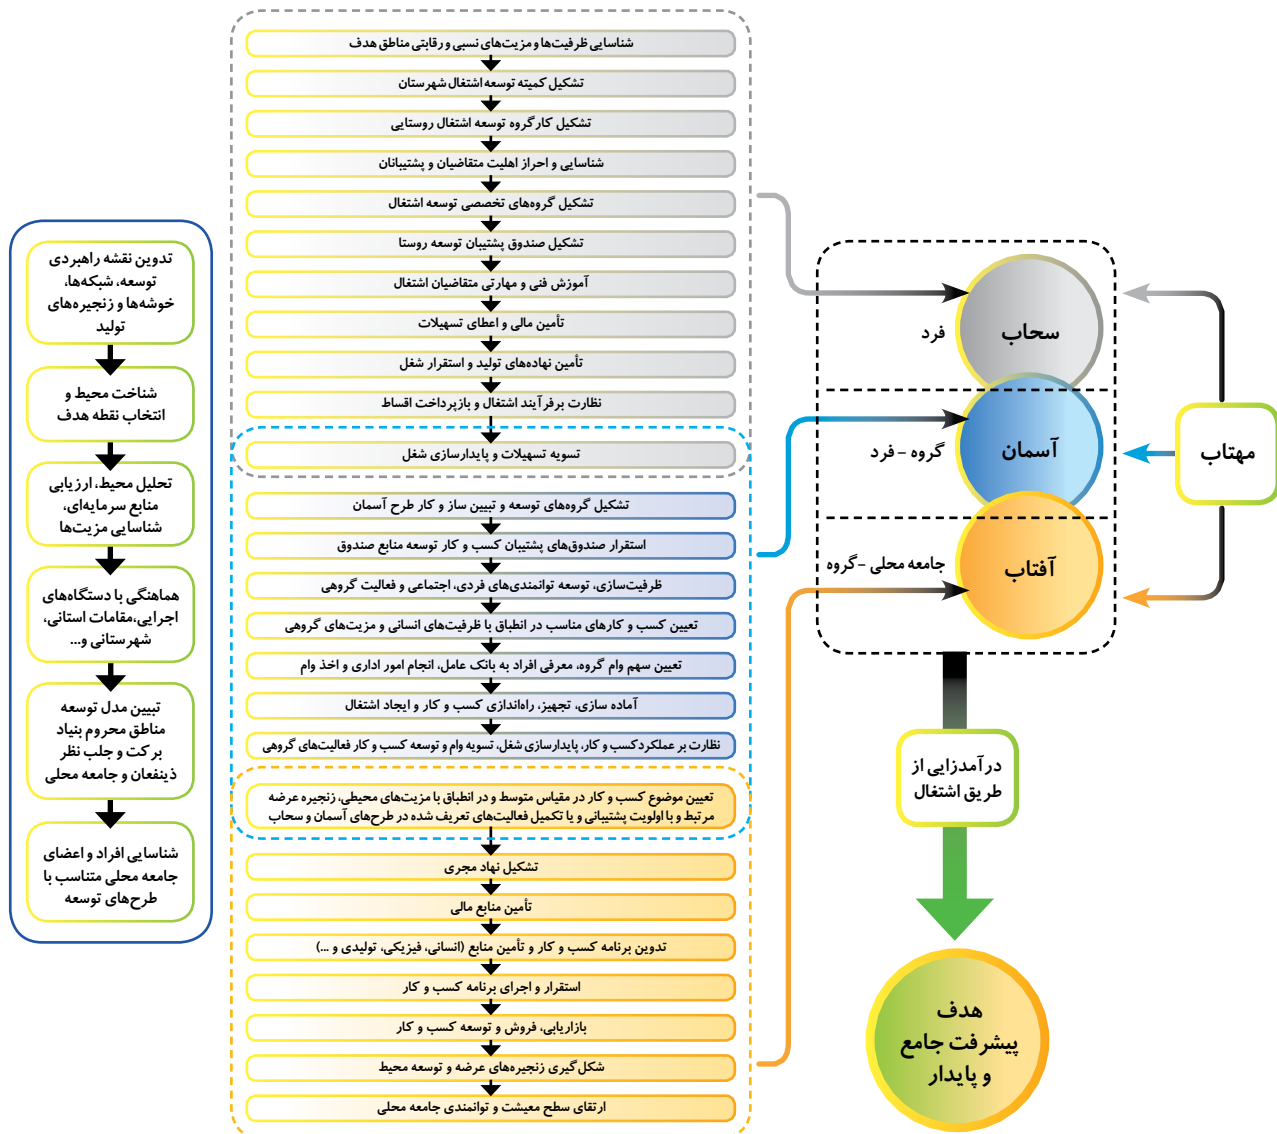 مهتاب
سحاب
فرد
آسمان
گروه - فرد
آفتاب
جامعه محلی -گروه
درآمدزایی از
طریق اشتغال
هدف
پیشرفت جامع
و پایدار
شناسایی ظرفیت‌ها و مزیت‌های نسبی و رقابتی مناطق هدف
تشکیل کمیته توسعه اشتغال شهرستان
تشکیل کارگروه توسعه اشتغال روستایی
شناسایی و احراز اهلیت متقاضیان و پشتیبانان
تشکیل گروه‌های تخصصی توسعه اشتغال
تشکیل صندوق پشتیبان توسعه روستا
آموزش فنی و مهارتی متقاضیان اشتغال
تأمین مالی و اعطای تسهیلات
تأمین نهاده‌های تولید و استقرار شغل
نظارت برفرآیند اشتغال و بازپرداخت اقساط
تسویه تسهیلات و پایدارسازی شغل
تشکیل گروه‌های توسعه و تبیین ساز و کار طرح آسمان
استقرار صندوق‌های پشتیبان کسب و کار توسعه منابع صندوق
ظرفیت‌سازی، توسعه توانمندی‌های فردی، اجتماعی و فعالیت گروهی
تعیین کسب و کارهای مناسب در انطباق با ظرفیت‌های انسانی و مزیت‌های گروهی
تعیین سهم وام گروه، معرفی افراد به بانک عامل، انجام امور اداری و اخذ وام
آماده سازی، تجهیز، راه‌اندازی کسب و کار و ایجاد اشتغال
نظارت بر عملکردکسب و کار، پایدارسازی شغل، تسویه وام و توسعه کسب و کار فعالیت‌های گروهی
تعیین موضوع کسب و کار در مقیاس متوسط و در انطباق با مزیت‌های محیطی، زنجیره عرضه
مرتبط و با اولویت پشتیبانی و یا تکمیل فعالیت‌های تعریف شده در طرح‌های آسمان و سحاب
تشکیل نهاد مجری
تأمین منابع مالی
تدوین برنامه کسب و کار و تأمین منابع (انسانی، فیزیکی، تولیدی و ...)
استقرار و اجرای برنامه کسب و کار
بازاریابی، فروش و توسعه کسب و کار
شکل‌گیری زنجیره‌های عرضه و توسعه محیط
ارتقای سطح معیشت و توانمندی جامعه محلی
تدوین نقشه راهبردی
توسعه، شبکه‌ها،
خوشه‌ها و زنجیره‌های
تولید
شناخت محیط و
انتخاب نقطه هدف
تحلیل محیط، ارزیابی
منابع سرمایه‌ای،
شناسایی مزیت‌ها
هماهنگی با دستگاه‌های
اجرایی،مقامات استانی،
شهرستانی و...
تبیین مدل توسعه
مناطق محروم بنیاد
برکت و جلب نظر
ذینفعان و جامعه محلی
شناسایی افراد و اعضای
جامعه محلی متناسب با
طرح‌های توسعه